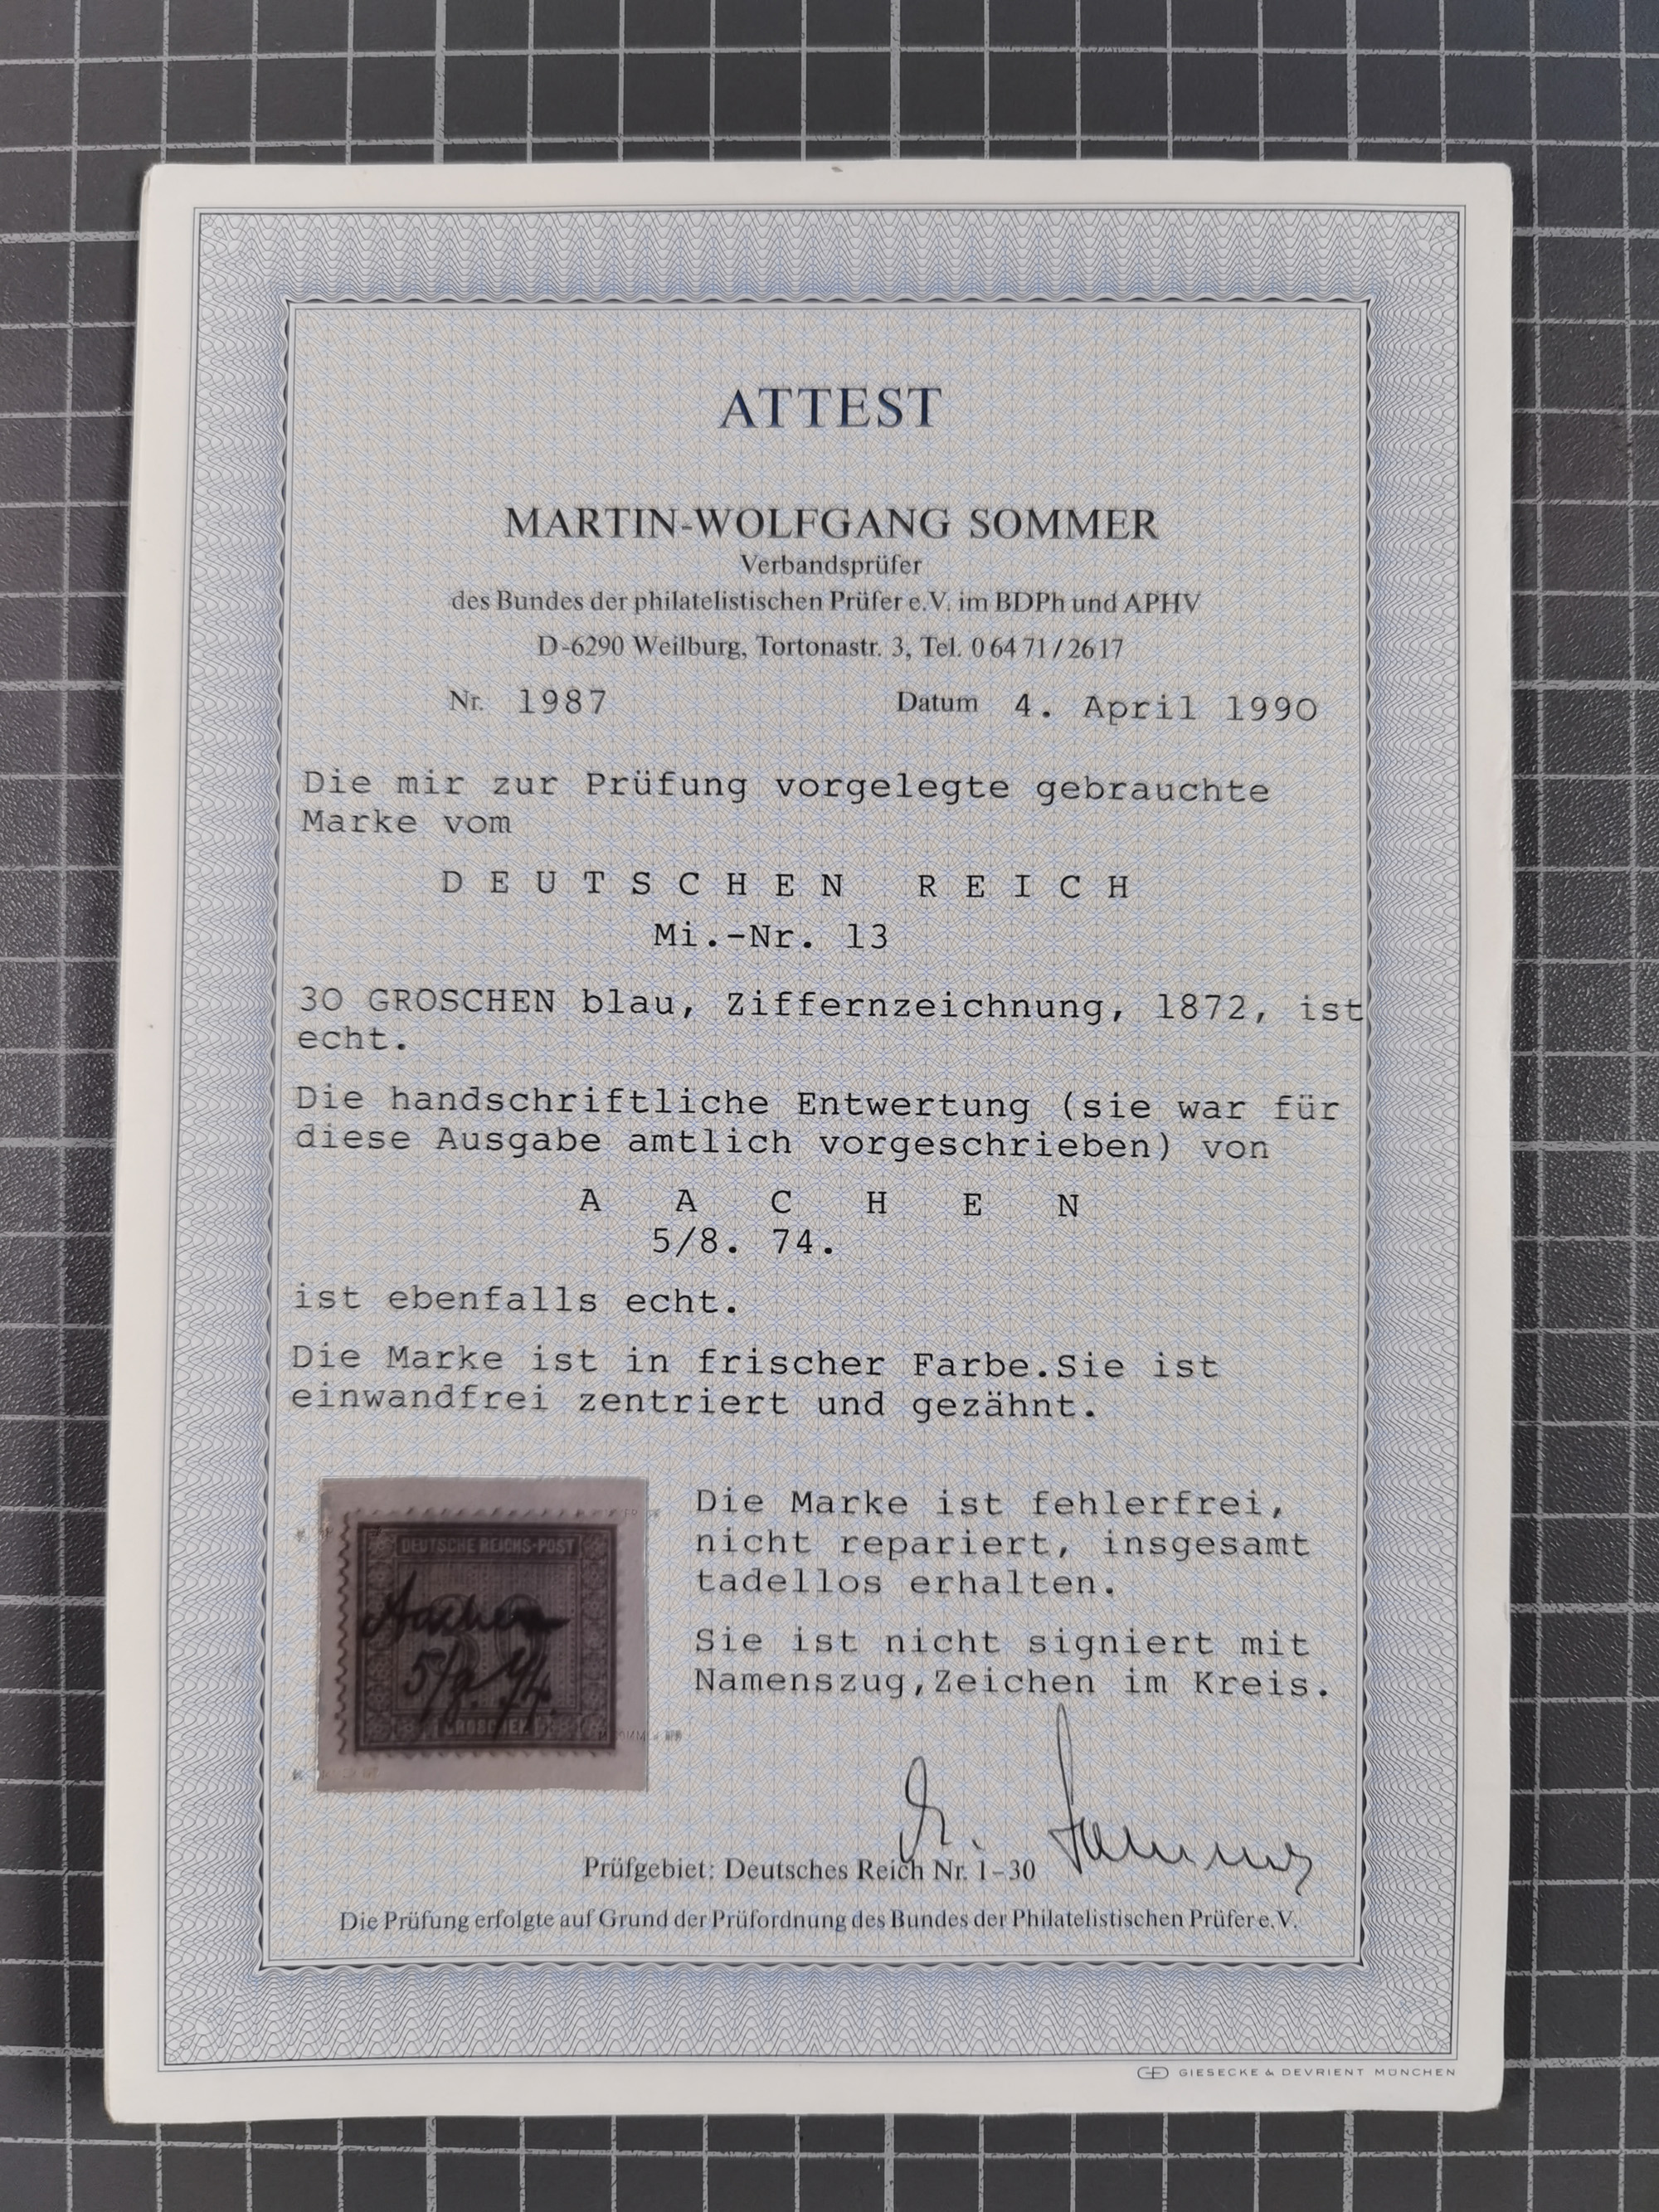 ATTEST
MARTIN-WOLFGANG SOMMER
Verbandsprüfer
des Bundes der philatelistischen Prüfer e.V. im BDPh und APHV
D-6290 Weilburg, Tortonastr. 3, Tel. 06471/2617
Nr. 1987 Datum 4. April 1990
Die mir zur Prüfung vorgelegte gebrauchte
Marke vom
DEUTSCHEN REICH
Mi.-Nr. 13
30 GROSCHEN blau, Ziffernzeichnung, 1872, ist
echt.
Die handschriftliche Entwertung (sie war für
diese Ausgabe amtlich vorgeschrieben) von
AACHEN
5/8. 74.
ist ebenfalls echt.
Die Marke ist in frischer Farbe.Sie ist
einwandfrei zentriert und gezähnt.
DEUTSCHE REICHS-POST
Aachen
5/8. 74.
GROSCHEN
Die Marke ist fehlerfrei,
nicht repariert, insgesamt
tadellos erhalten.
Sie ist nicht signiert mit
Namenszug,Zeichen im Kreis.
M. Sommer
Prüfgebiet: Deutsches Reich Nr. 1-30
Die Prüfung erfolgte auf Grund der Prüfordnung des Bundes der Philatelistischen Prüfer e.V.
GD GIESECKE & DEVRIENT MÜNCHEN